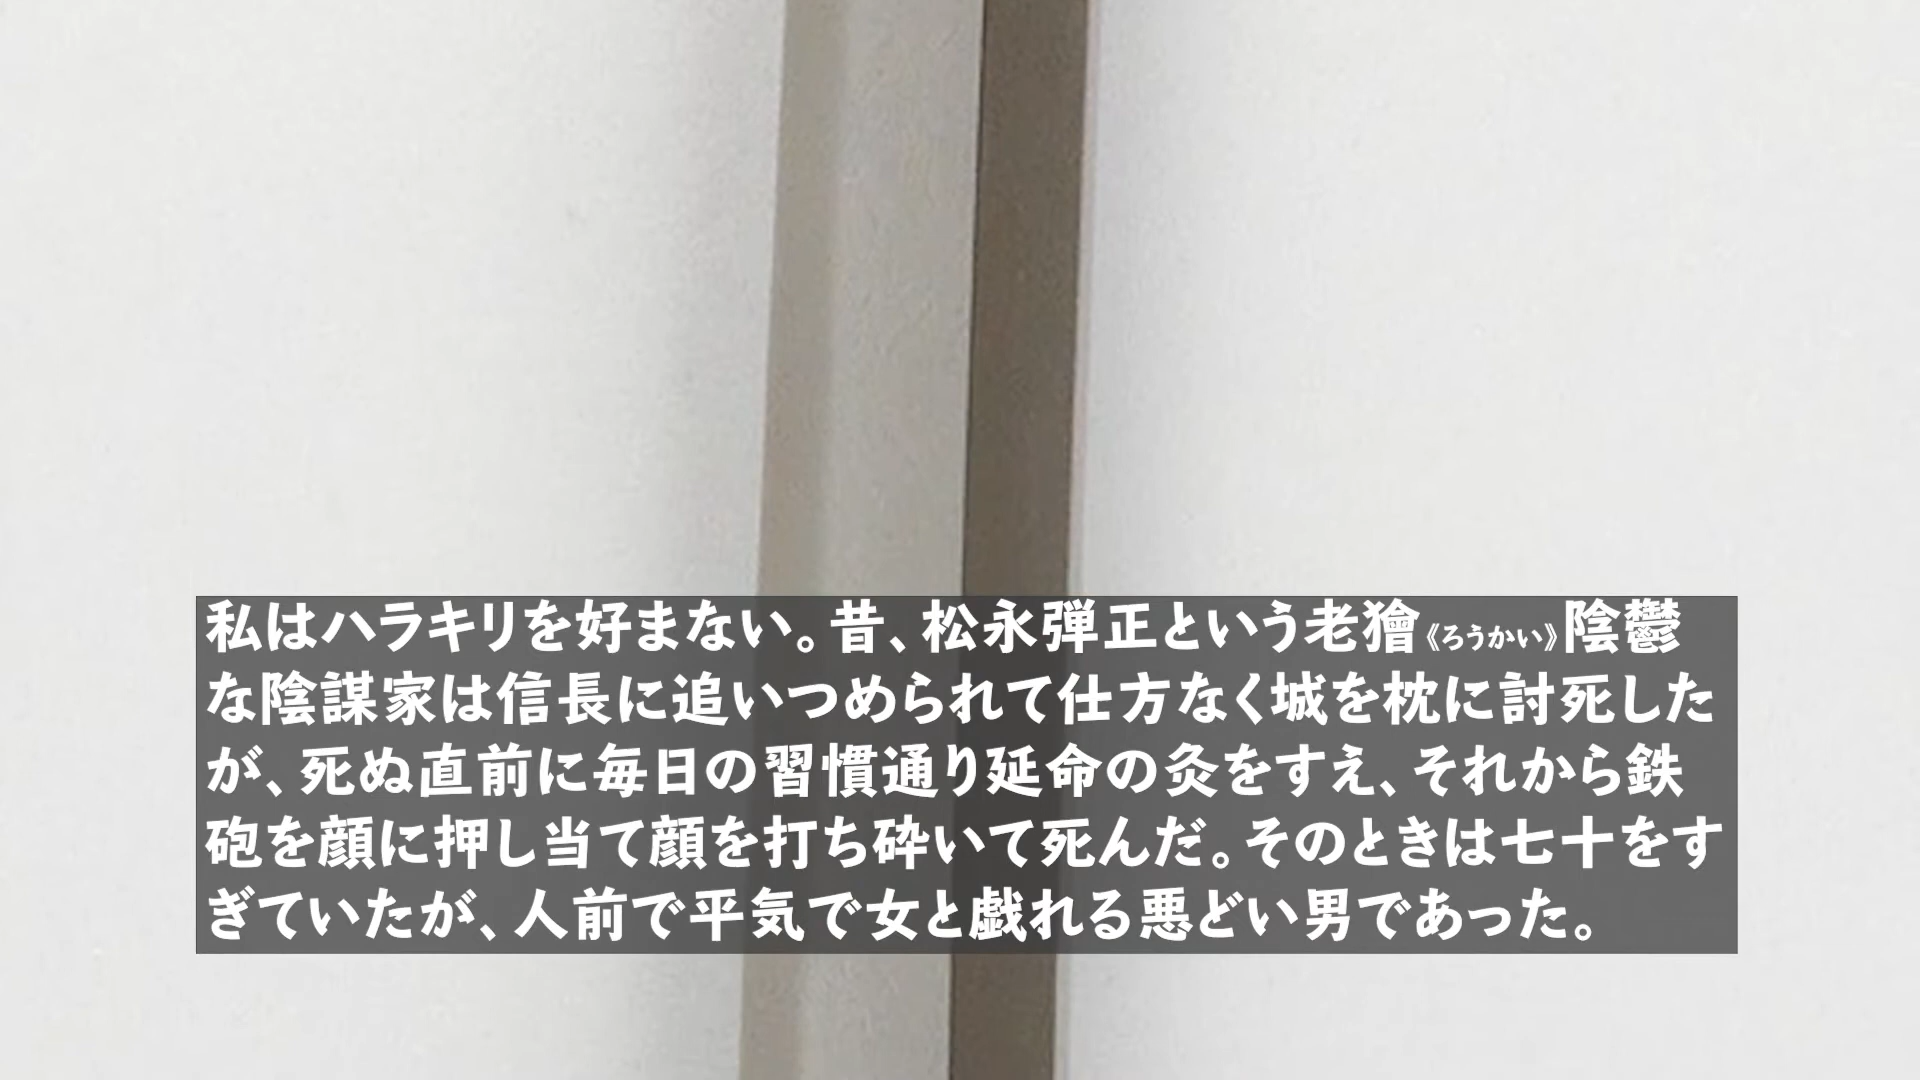 私はハラキリを好まない。昔、松永弾正という老獪《ろうかい》陰鬱
な陰謀家は信長に追いつめられて仕方なく城を枕に討死した
が、死ぬ直前に毎日の習慣通り延命の灸をすえ、それから鉄
砲を顔に押し当て顔を打ち砕いて死んだ。そのときは七十をす
ぎていたが、人前で平気で女と戯れる悪どい男であった。